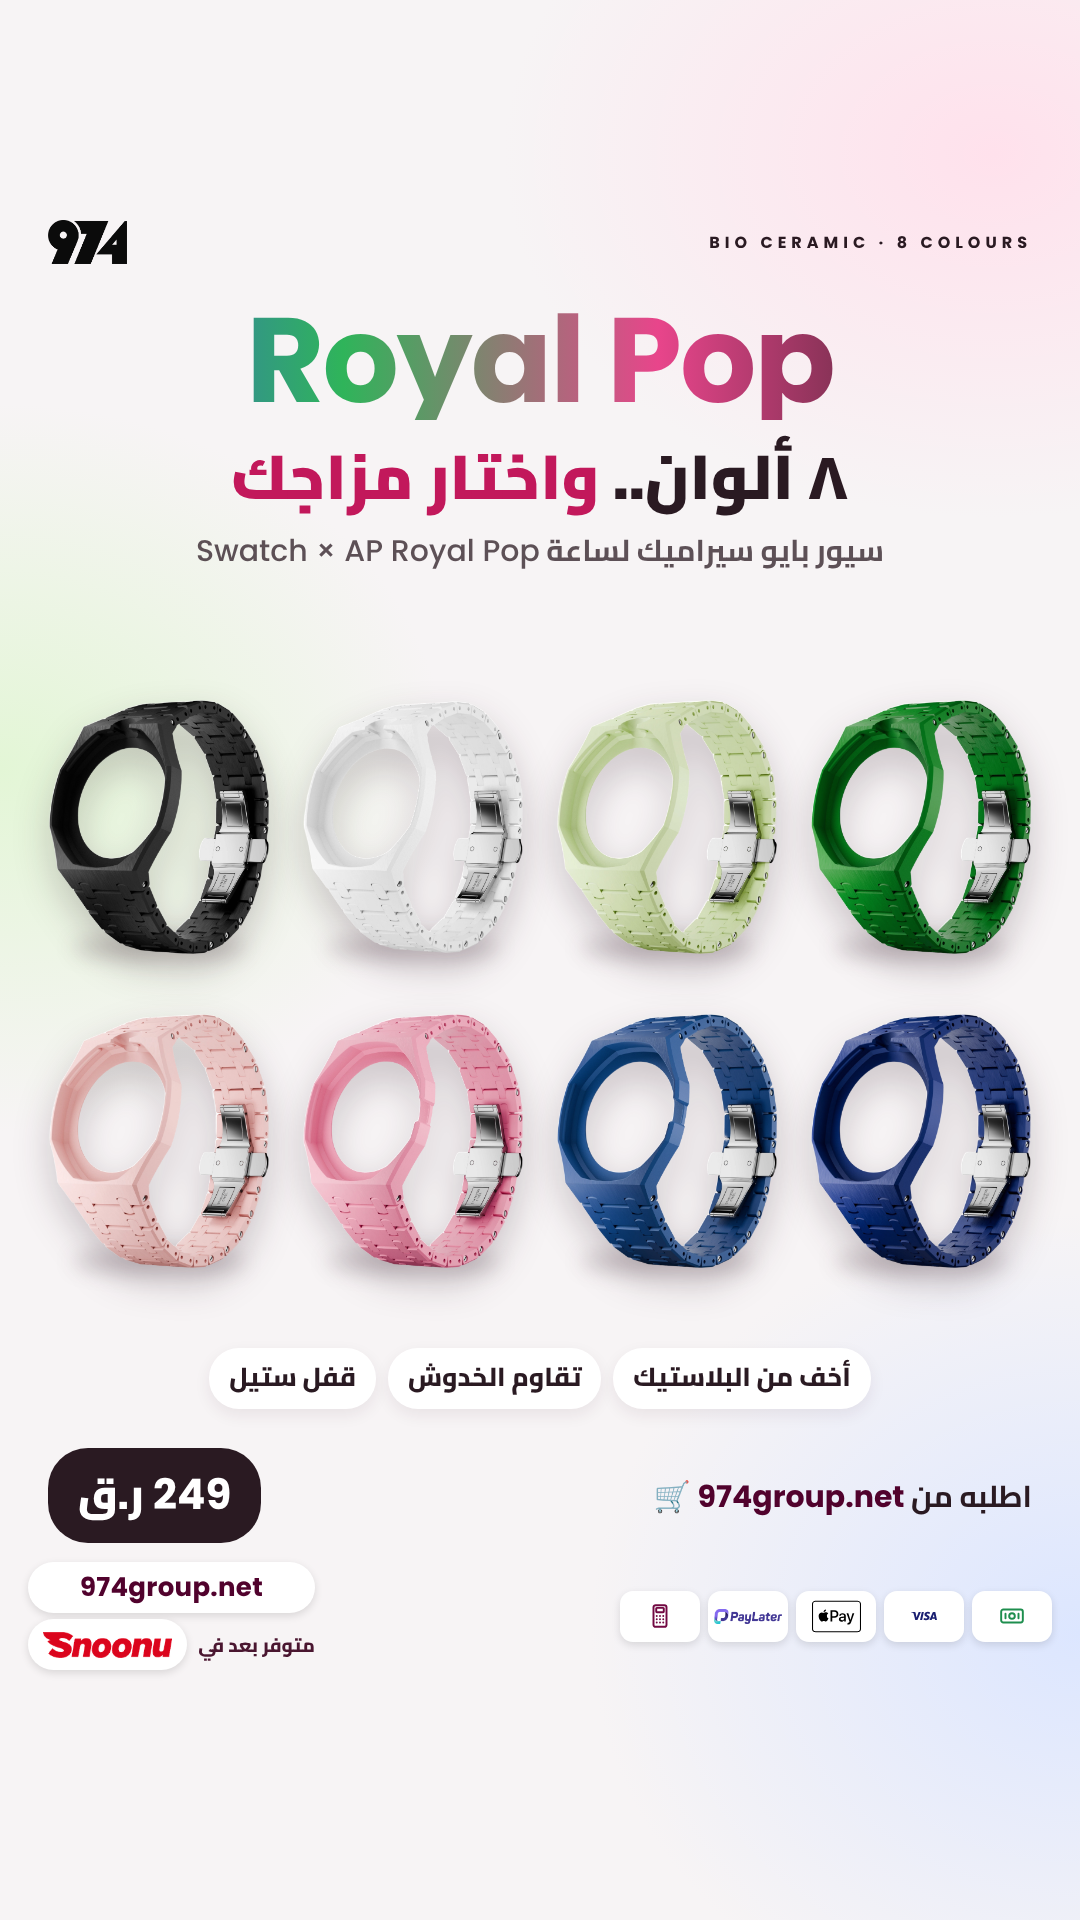 974
BIO CERAMIC · 8 COLOURS
Royal Pop
٨ ألوان.. واختار مزاجك
سيور بايو سيراميك لساعة Swatch × AP Royal Pop
أخف من البلاستيك
تقاوم الخدوش
قفل ستيل
249 ر.ق
اطلبه من 974group.net 🛒
974group.net
متوفر بعد في Snoonu
PayLater
Pay
VISA